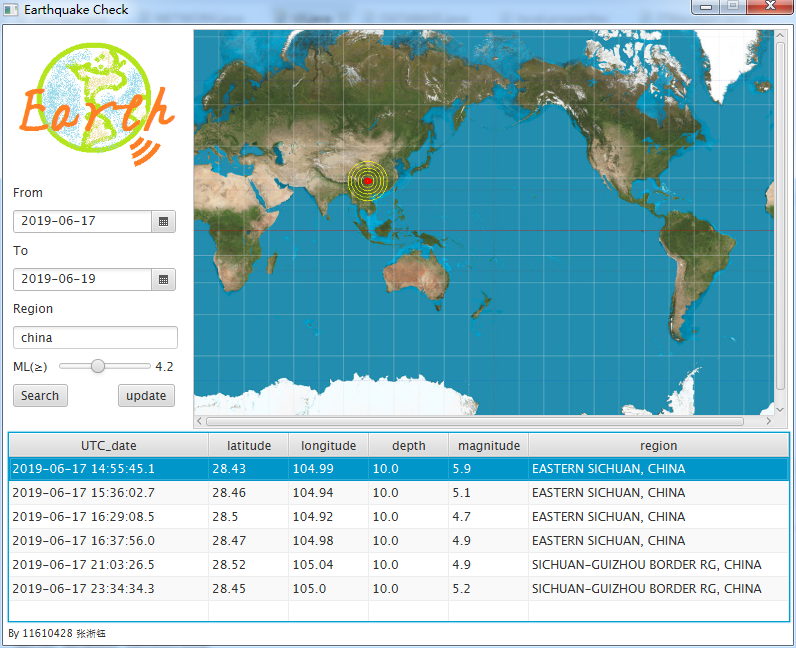 Earthquake Check
Earth
From
2019-06-17
To
2019-06-19
Region
china
ML(≥) 4.2
Search update
UTC_date latitude longitude depth magnitude region
2019-06-17 14:55:45.1 28.43 104.99 10.0 5.9 EASTERN SICHUAN, CHINA
2019-06-17 15:36:02.7 28.46 104.94 10.0 5.1 EASTERN SICHUAN, CHINA
2019-06-17 16:29:08.5 28.5 104.92 10.0 4.7 EASTERN SICHUAN, CHINA
2019-06-17 16:37:56.0 28.47 104.98 10.0 4.9 EASTERN SICHUAN, CHINA
2019-06-17 21:03:26.5 28.52 105.04 10.0 4.9 SICHUAN-GUIZHOU BORDER RG, CHINA
2019-06-17 23:34:34.3 28.45 105.0 10.0 5.2 SICHUAN-GUIZHOU BORDER RG, CHINA
By 11610428 张淅钰